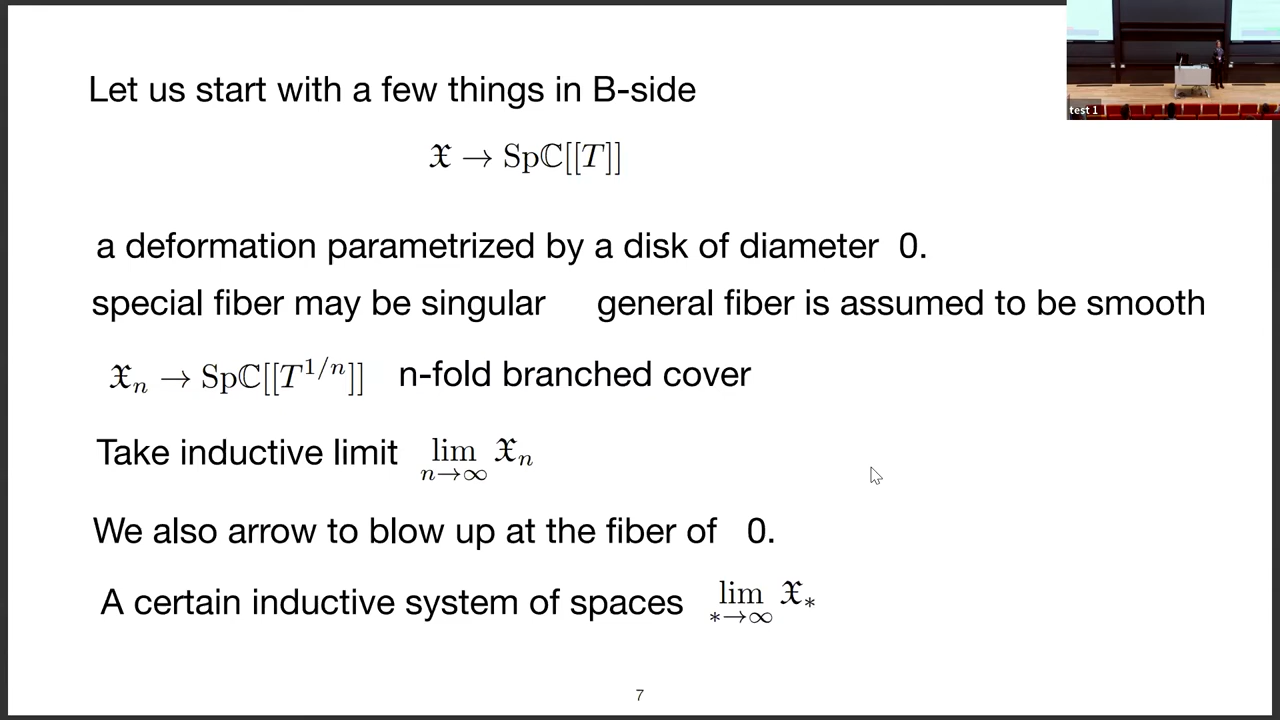 Let us start with a few things in B-side
𝔛 → Spℂ[[T]]
test 1
a deformation parametrized by a disk of diameter 0.
special fiber may be singular general fiber is assumed to be smooth
𝔛ₙ → Spℂ[[T^{1/n}]] n-fold branched cover
Take inductive limit lim_{n→∞} 𝔛ₙ
We also arrow to blow up at the fiber of 0.
A certain inductive system of spaces lim_{*→∞} 𝔛_*
7